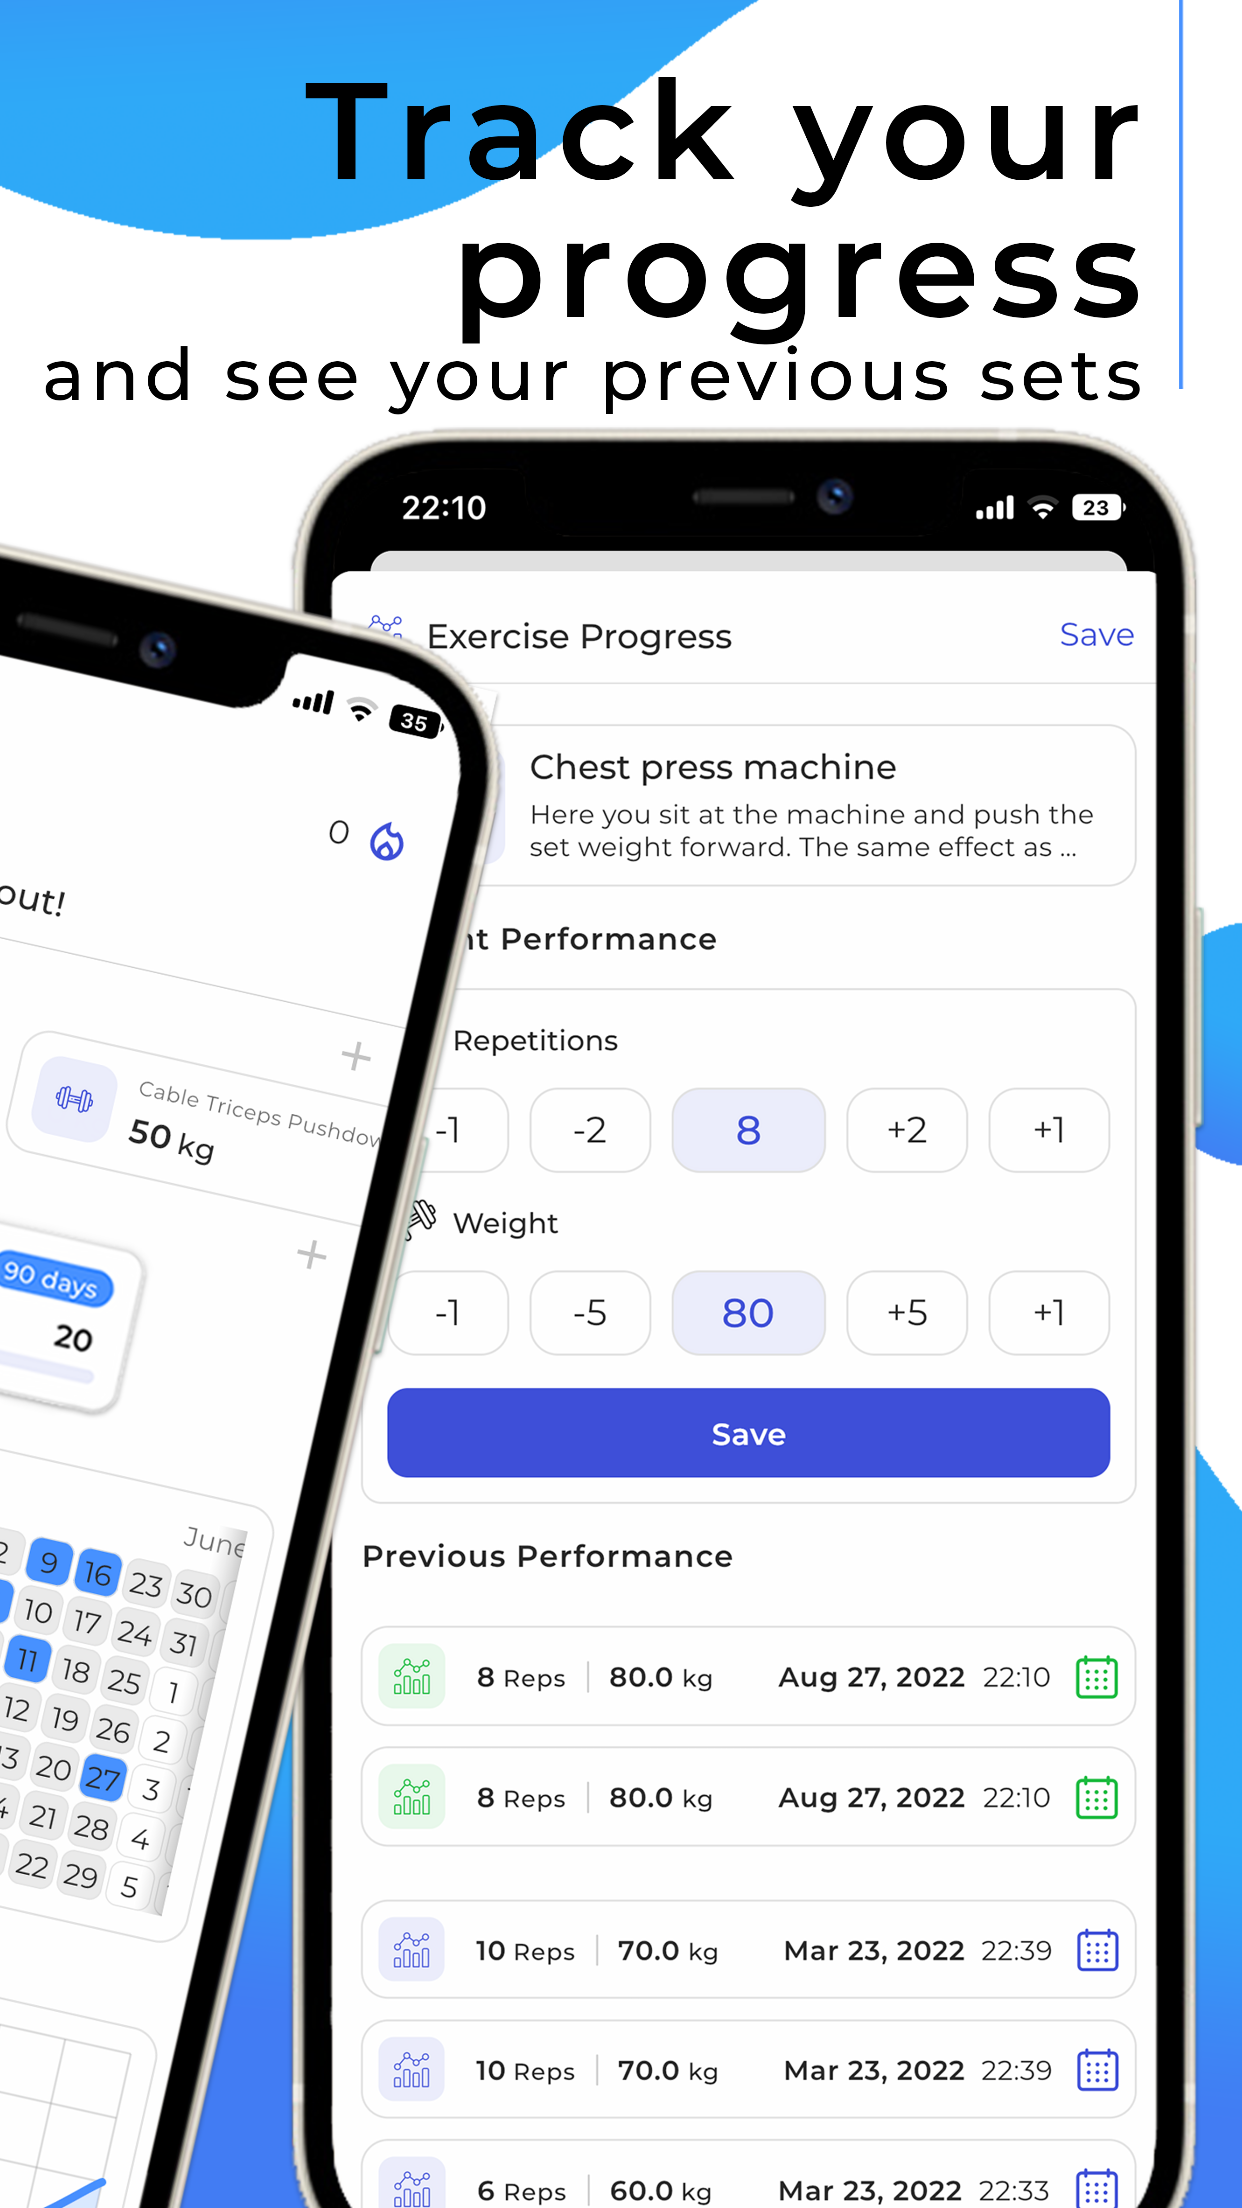 Track your
progress
and see your previous sets
22:10
23
Exercise Progress
Save
Chest press machine
Here you sit at the machine and push the
set weight forward. The same effect as ...
Performance
Repetitions
-1 -2 8 +2 +1
Weight
-1 -5 80 +5 +1
Save
Previous Performance
8 Reps 80.0 kg Aug 27, 2022 22:10
8 Reps 80.0 kg Aug 27, 2022 22:10
10 Reps 70.0 kg Mar 23, 2022 22:39
10 Reps 70.0 kg Mar 23, 2022 22:39
6 Reps 60.0 kg Mar 23, 2022 22:33
35
0
out!
Cable Triceps Pushdow
50 kg
90 days
20
June
9 16 23 30
10 17 24 31
11 18 25 1
12 19 26 2
20 27 3
21 28 4
22 29 5